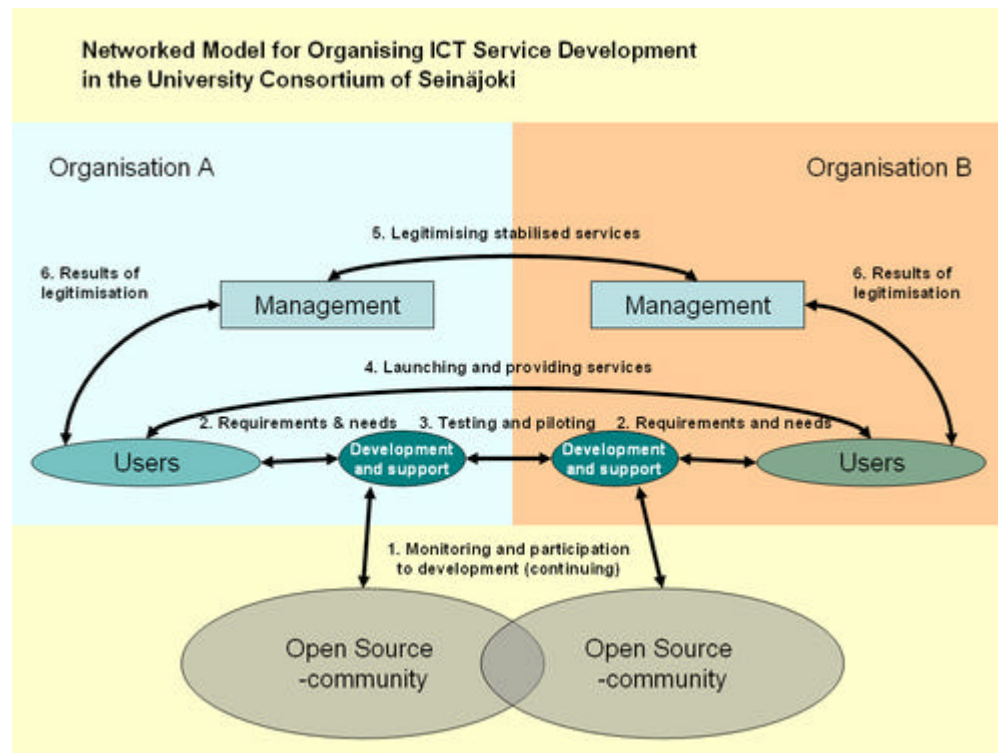 Networked Model for Organising ICT Service Development
in the University Consortium of Seinäjoki
Organisation A
Organisation B
5. Legitimising stabilised services
6. Results of
legitimisation
6. Results of
legitimisation
Management
Management
4. Launching and providing services
2. Requirements & needs
3. Testing and piloting
2. Requirements and needs
Users
Development
and support
Development
and support
Users
1. Monitoring and participation
to development (continuing)
Open Source
-community
Open Source
-community